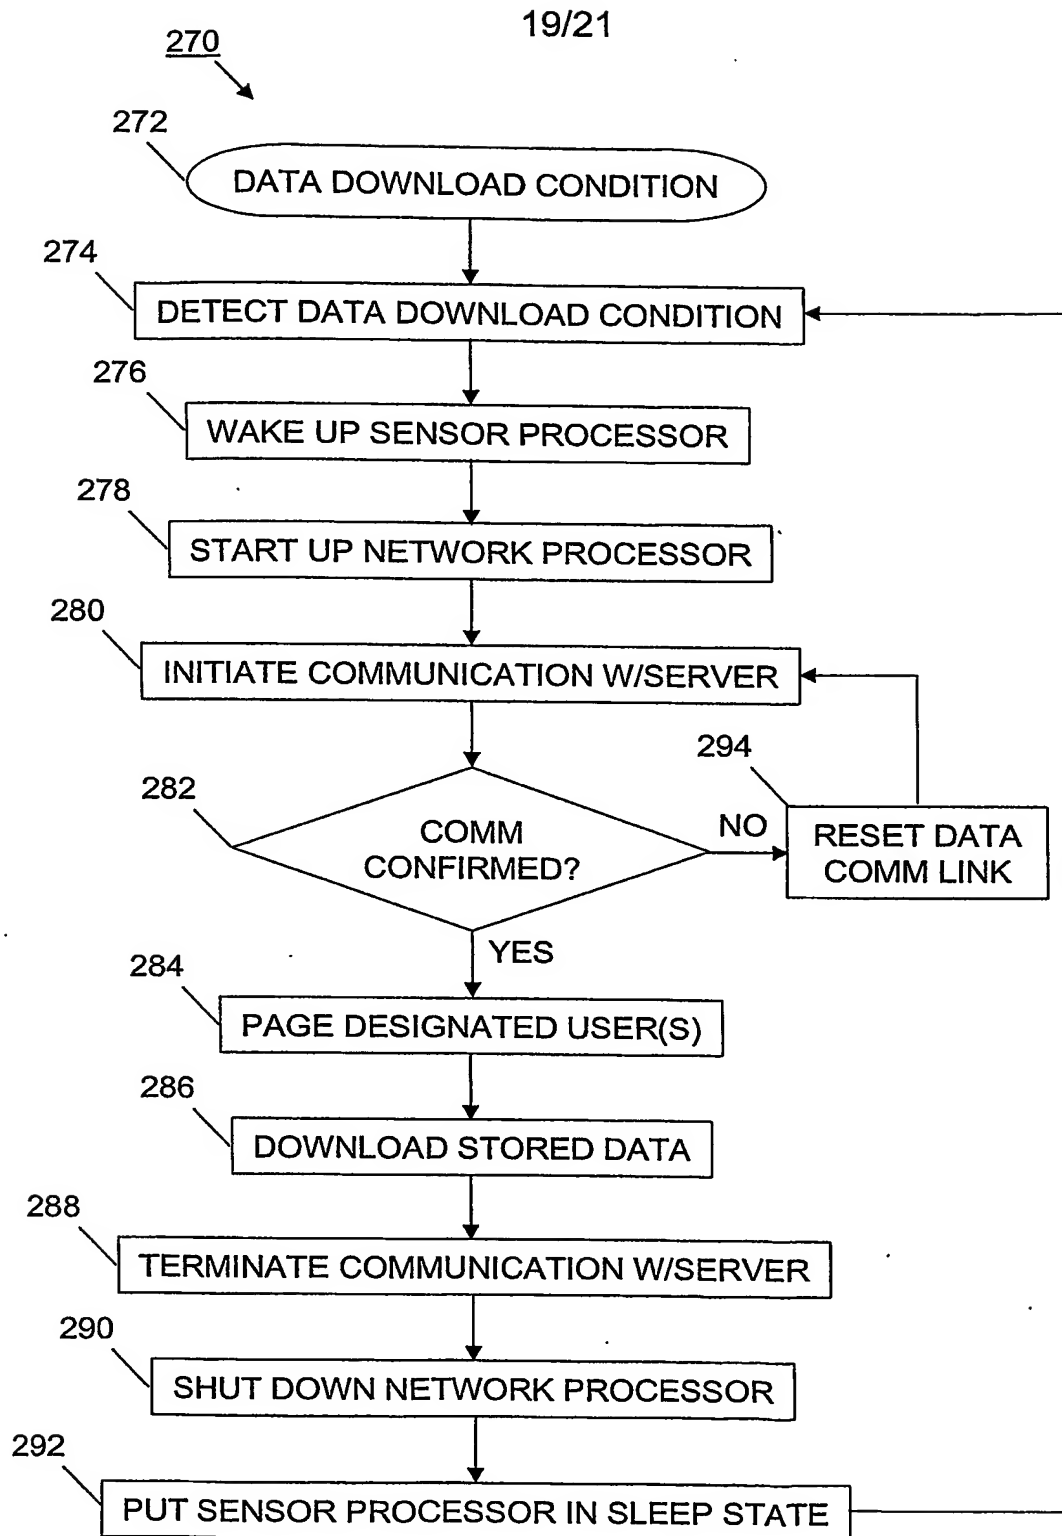 19/21
270
272
DATA DOWNLOAD CONDITION
274
DETECT DATA DOWNLOAD CONDITION
276
WAKE UP SENSOR PROCESSOR
278
START UP NETWORK PROCESSOR
280
INITIATE COMMUNICATION W/SERVER
282
COMM
CONFIRMED?
NO
294
RESET DATA
COMM LINK
YES
284
PAGE DESIGNATED USER(S)
286
DOWNLOAD STORED DATA
288
TERMINATE COMMUNICATION W/SERVER
290
SHUT DOWN NETWORK PROCESSOR
292
PUT SENSOR PROCESSOR IN SLEEP STATE